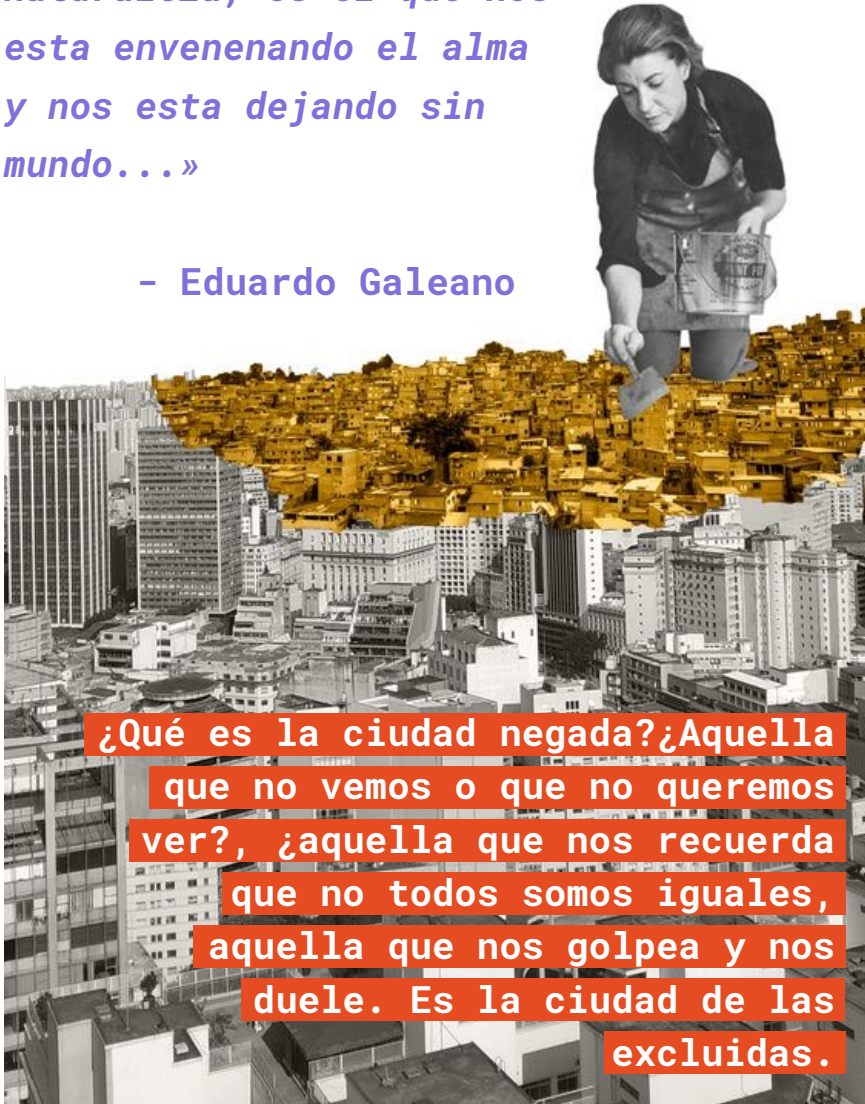 esta envenenando el alma
y nos esta dejando sin
mundo...»
- Eduardo Galeano
¿Qué es la ciudad negada?¿Aquella
que no vemos o que no queremos
ver?, ¿aquella que nos recuerda
que no todos somos iguales,
aquella que nos golpea y nos
duele. Es la ciudad de las
excluidas.